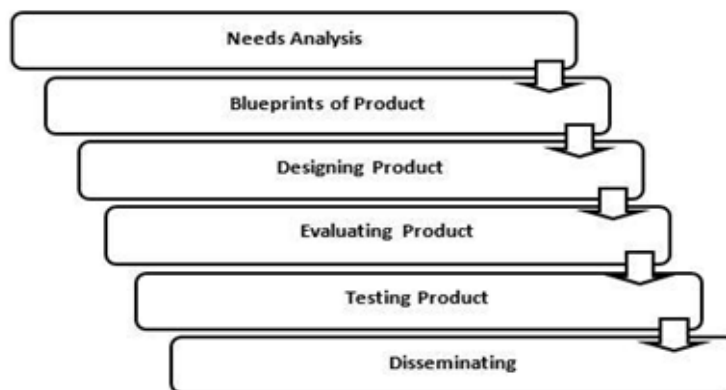 Needs Analysis
Blueprints of Product
Designing Product
Evaluating Product
Testing Product
Disseminating